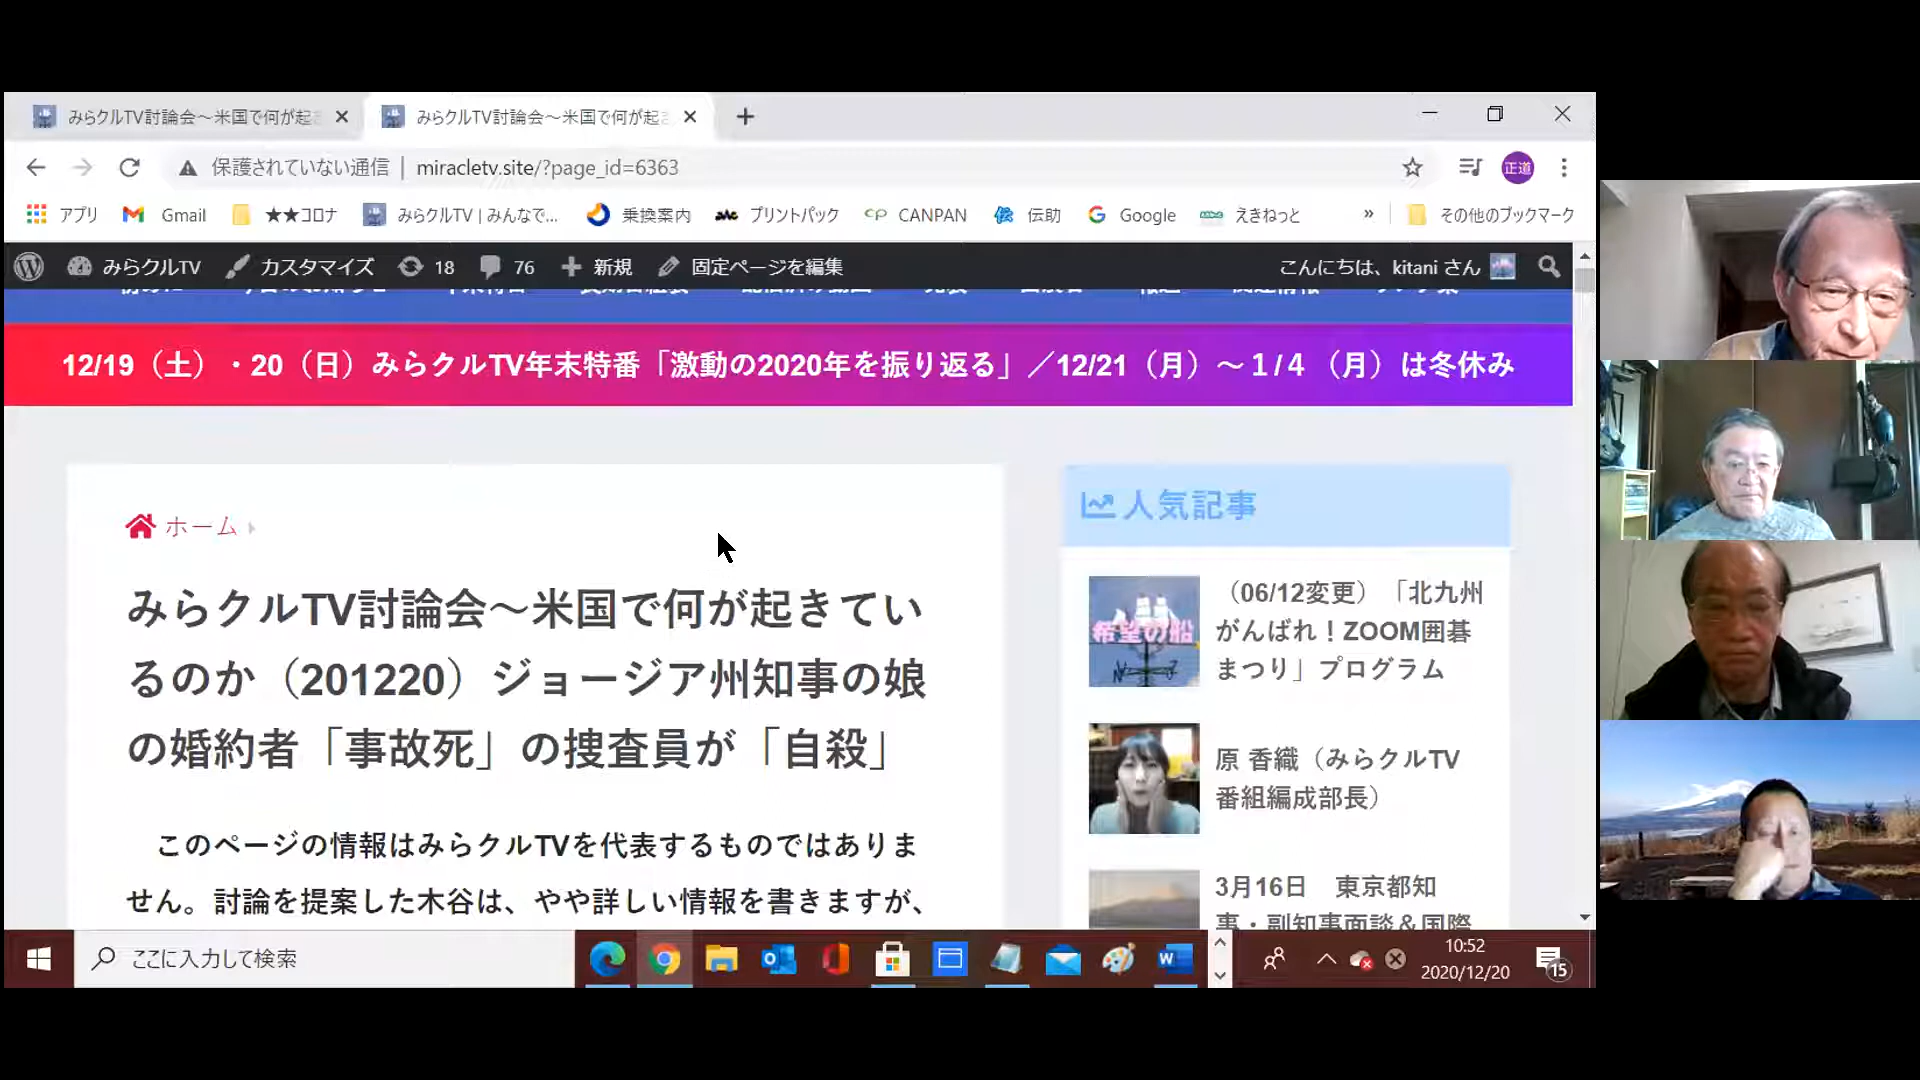 みらクルTV討論会～米国で何が起き
みらクルTV討論会～米国で何が起き
保護されていない通信 | miracletv.site/?page_id=6363
正道
アプリ Gmail ★★コロナ みらクルTV | みんなで... 乗換案内 プリントパック CANPAN 伝助 Google えきねっと » その他のブックマーク
みらクルTV カスタマイズ 18 76 新規 固定ページを編集 こんにちは、kitani さん
12/19（土）・20（日）みらクルTV年末特番「激動の2020年を振り返る」／12/21（月）～1/4（月）は冬休み
ホーム
みらクルTV討論会～米国で何が起きてい
るのか（201220）ジョージア州知事の娘
の婚約者「事故死」の捜査員が「自殺」
このページの情報はみらクルTVを代表するものではありま
せん。討論を提案した木谷は、やや詳しい情報を書きますが、
人気記事
希望の船
（06/12変更）「北九州
がんばれ！ZOOM囲碁
まつり」プログラム
原 香織（みらクルTV
番組編成部長）
3月16日 東京都知
事・副知事面談＆国際
ここに入力して検索
10:52
2020/12/20
15